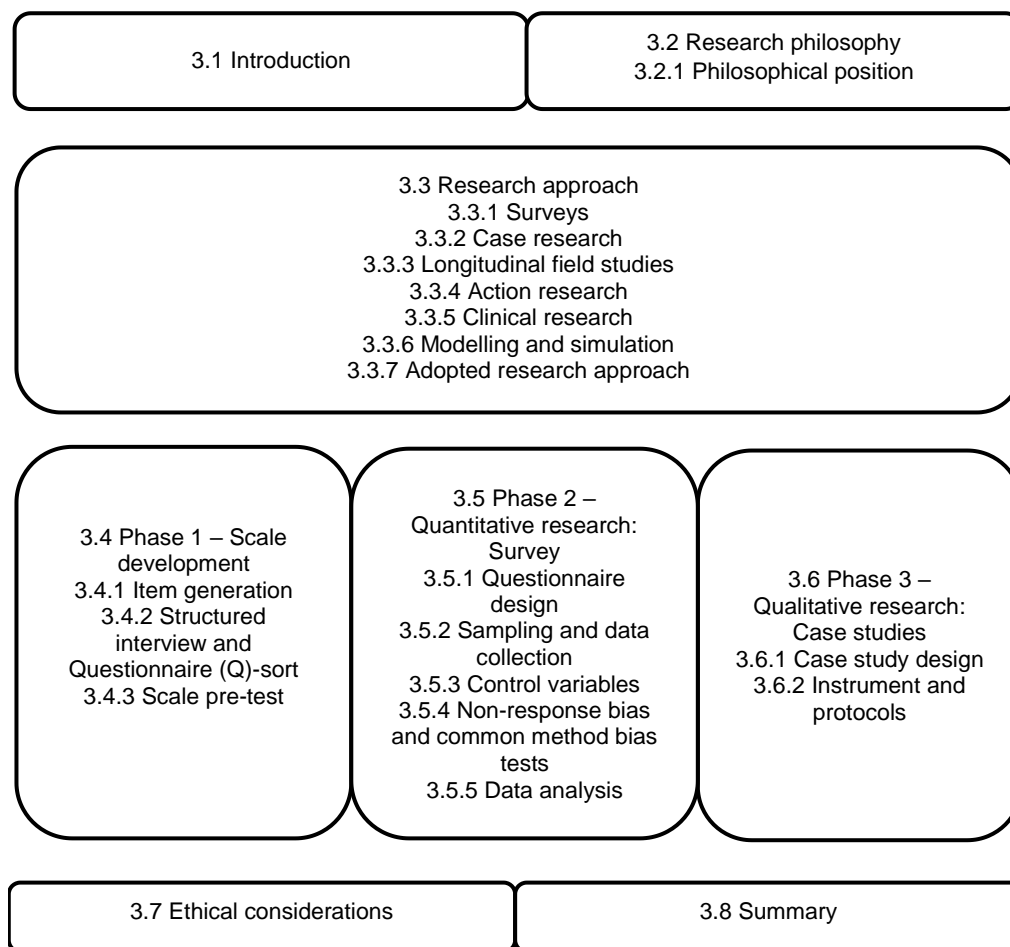 3.1 Introduction
3.2 Research philosophy
3.2.1 Philosophical position
3.3 Research approach
3.3.1 Surveys
3.3.2 Case research
3.3.3 Longitudinal field studies
3.3.4 Action research
3.3.5 Clinical research
3.3.6 Modelling and simulation
3.3.7 Adopted research approach
3.4 Phase 1 – Scale
development
3.4.1 Item generation
3.4.2 Structured
interview and
Questionnaire (Q)-sort
3.4.3 Scale pre-test
3.5 Phase 2 –
Quantitative research:
Survey
3.5.1 Questionnaire
design
3.5.2 Sampling and data
collection
3.5.3 Control variables
3.5.4 Non-response bias
and common method bias
tests
3.5.5 Data analysis
3.6 Phase 3 –
Qualitative research:
Case studies
3.6.1 Case study design
3.6.2 Instrument and
protocols
3.7 Ethical considerations
3.8 Summary